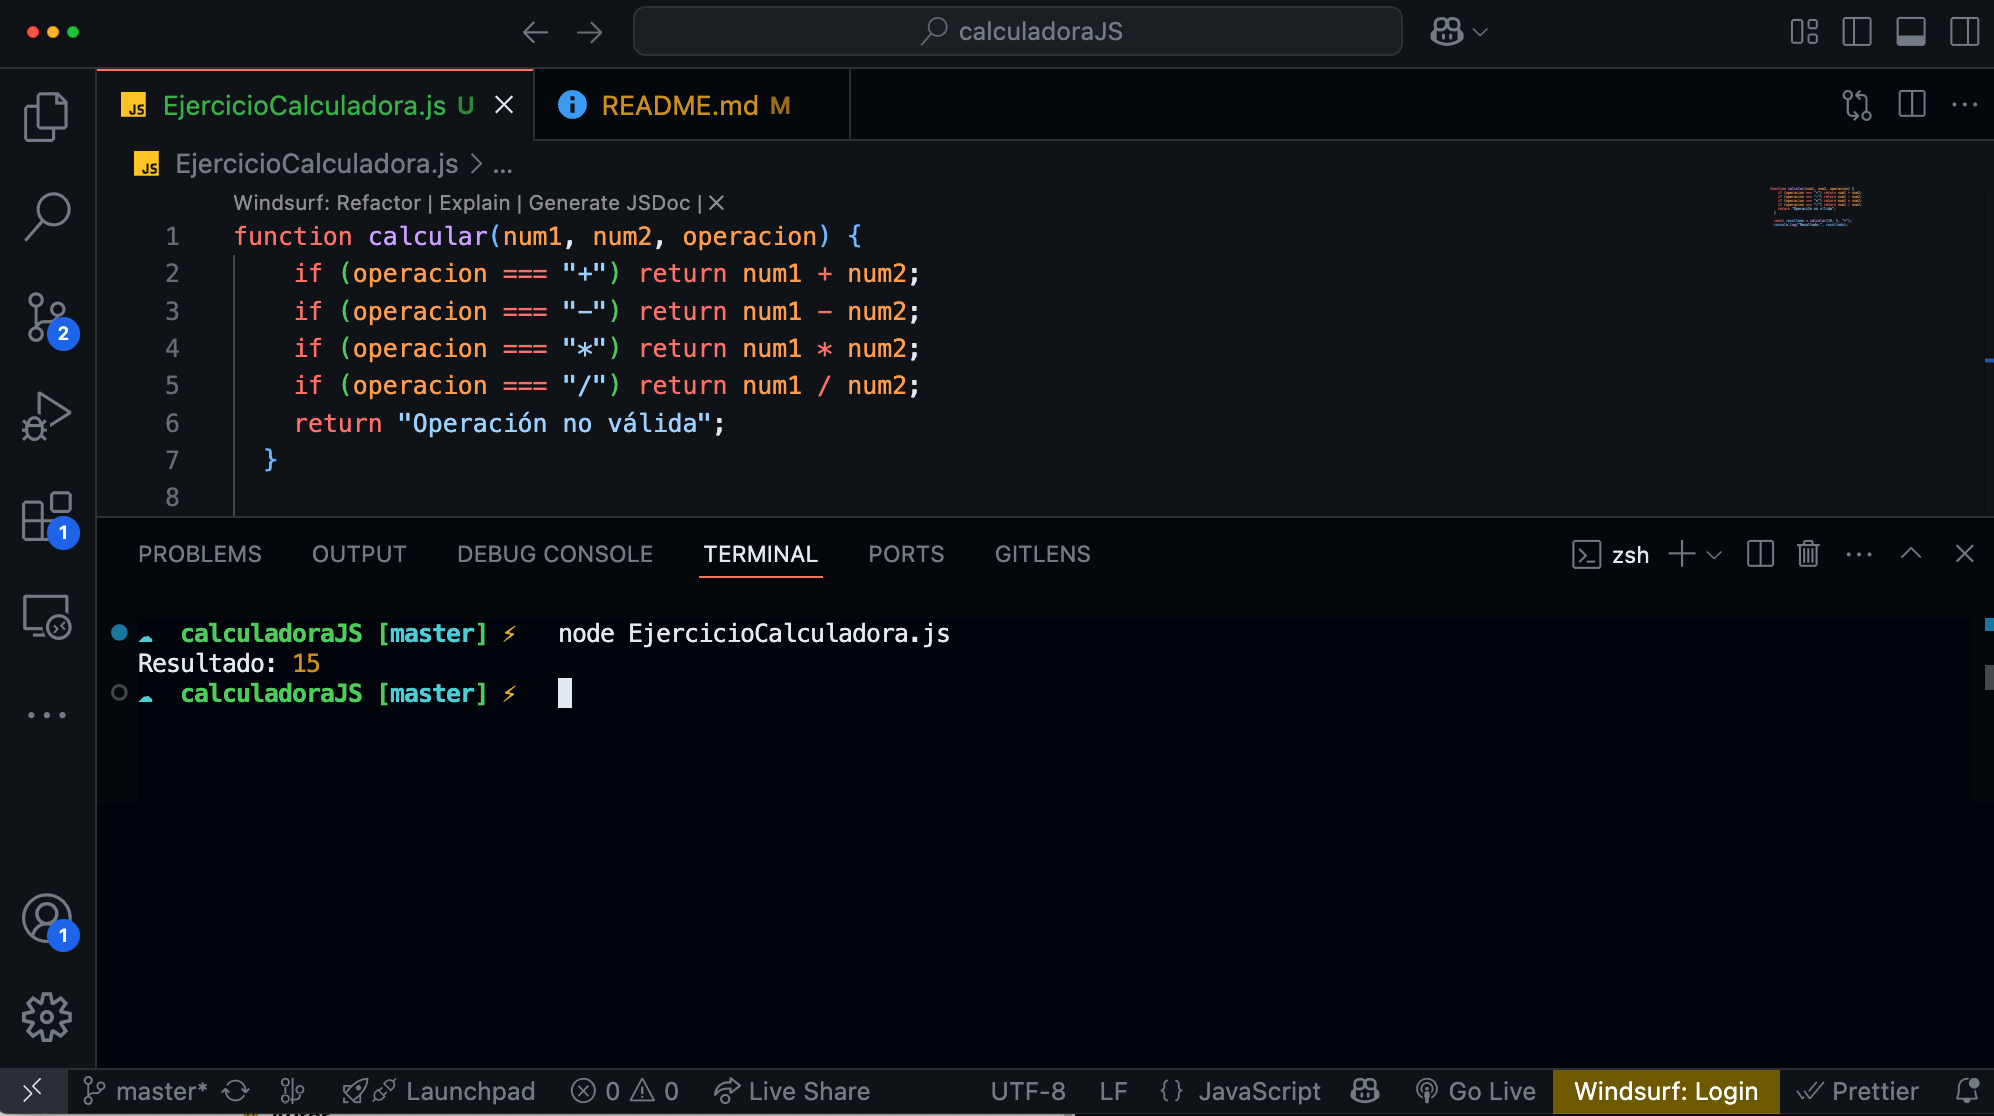 calculadoraJS
EjercicioCalculadora.js U
README.md M
EjercicioCalculadora.js > ...
Windsurf: Refactor | Explain | Generate JSDoc | ×
1 function calcular(num1, num2, operacion) {
2 if (operacion === "+") return num1 + num2;
3 if (operacion === "-") return num1 - num2;
4 if (operacion === "*") return num1 * num2;
5 if (operacion === "/") return num1 / num2;
6 return "Operación no válida";
7 }
8
2
1
PROBLEMS OUTPUT DEBUG CONSOLE TERMINAL PORTS GITLENS
zsh
calculadoraJS [master] ⚡ node EjercicioCalculadora.js
Resultado: 15
calculadoraJS [master] ⚡
1
master* Launchpad 0 0 Live Share UTF-8 LF {} JavaScript Go Live Windsurf: Login Prettier